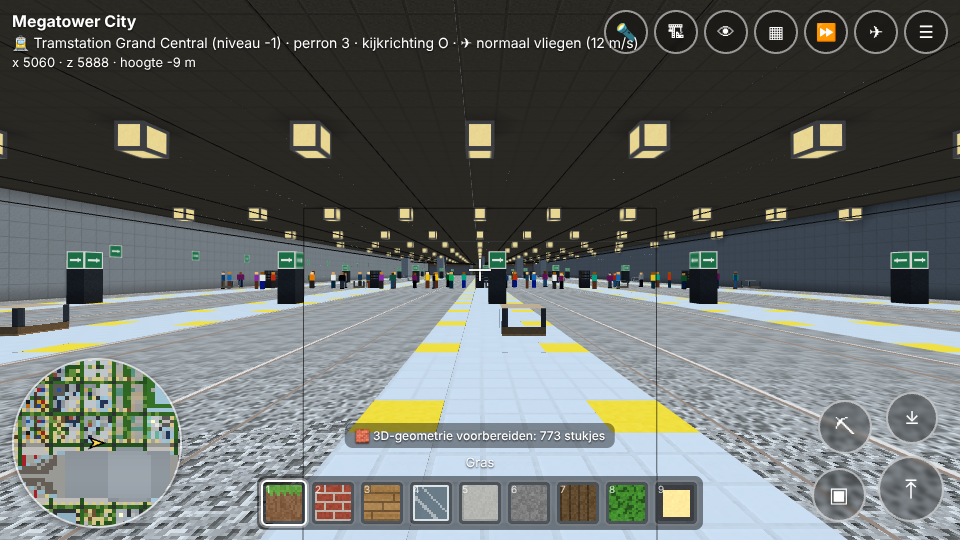 Megatower City
🚊 Tramstation Grand Central (niveau -1) · perron 3 · kijkrichting O · ✈ normaal vliegen (12 m/s)
x 5060 · z 5888 · hoogte -9 m
🧱 3D-geometrie voorbereiden: 773 stukjes
Gras
1 2 3 4 5 6 7 8 9